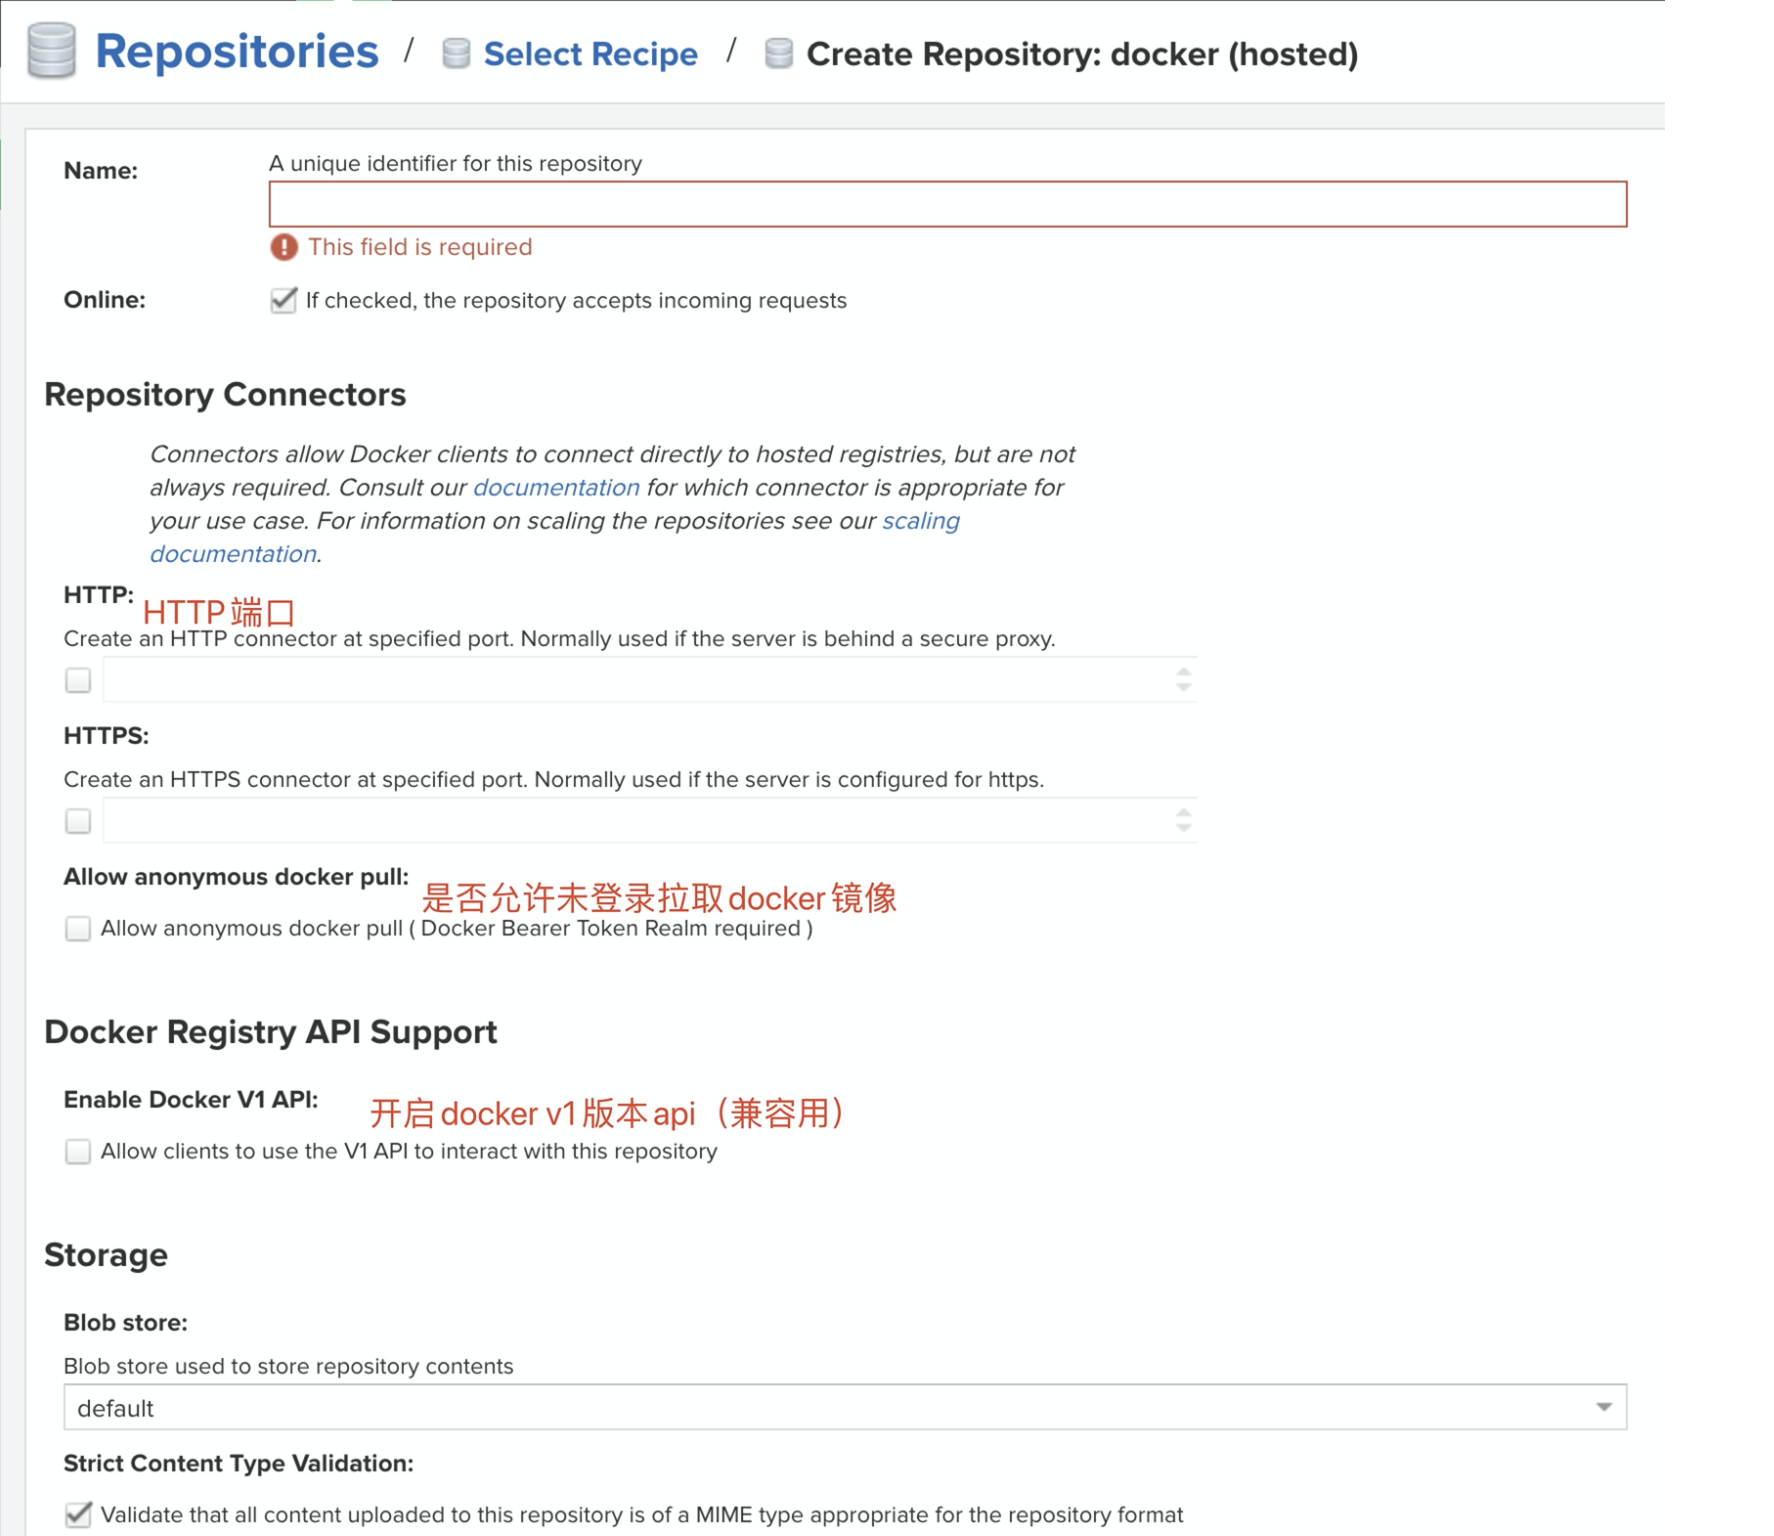 Repositories / Select Recipe / Create Repository: docker (hosted)
Name:
A unique identifier for this repository
This field is required
Online:
If checked, the repository accepts incoming requests
Repository Connectors
Connectors allow Docker clients to connect directly to hosted registries, but are not
always required. Consult our documentation for which connector is appropriate for
your use case. For information on scaling the repositories see our scaling
documentation.
HTTP:
HTTP端口
Create an HTTP connector at specified port. Normally used if the server is behind a secure proxy.
HTTPS:
Create an HTTPS connector at specified port. Normally used if the server is configured for https.
Allow anonymous docker pull:
是否允许未登录拉取docker镜像
Allow anonymous docker pull ( Docker Bearer Token Realm required )
Docker Registry API Support
Enable Docker V1 API:
开启docker v1版本api（兼容用）
Allow clients to use the V1 API to interact with this repository
Storage
Blob store:
Blob store used to store repository contents
default
Strict Content Type Validation:
Validate that all content uploaded to this repository is of a MIME type appropriate for the repository format